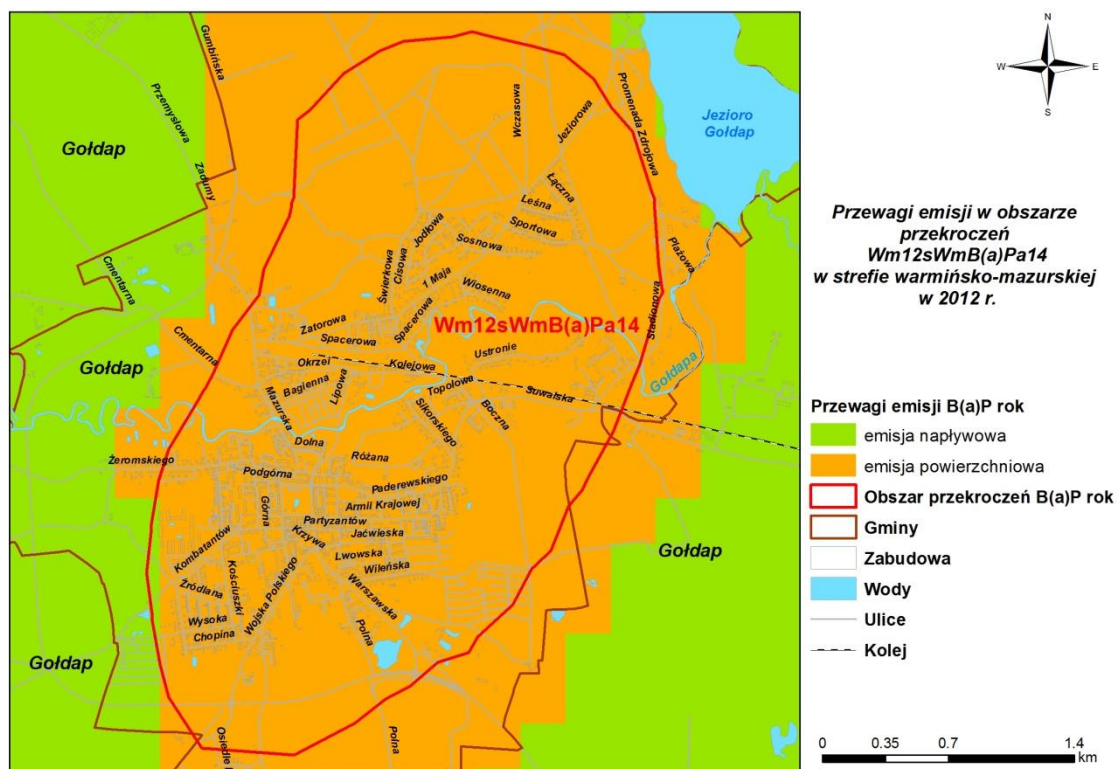 N
W E
S
Przewagi emisji w obszarze
przekroczeń
Wm12sWmB(a)Pa14
w strefie warmińsko-mazurskiej
w 2012 r.
Przewagi emisji B(a)P rok
emisja napływowa
emisja powierzchniowa
Obszar przekroczeń B(a)P rok
Gminy
Zabudowa
Wody
Ulice
Kolej
0 0.35 0.7 1.4
km
Gumbińska
Przemysłowa
Gołdap
Zadumy
Wczasowa
Jeziorowa
Promenada Zdrojowa
Jezioro
Gołdap
Łączna
Leśna
Sportowa
Jodłowa
Sosnowa
Plażowa
Cmentarna
Świerkowa
Cisowa
1 Maja
Wiosenna
Spacerowa
Stadionowa
Wm12sWmB(a)Pa14
Zatorowa
Spacerowa
Cmentarna
Ustronie
Gołdap
Okrzei
Kolejowa
Gołdapa
Bagienna
Lipowa
Topolowa
Suwalska
Mazurska
Sikorskiego
Boczna
Dolna
Żeromskiego
Różana
Podgórna
Paderewskiego
Górna
Armii Krajowej
Partyzantów
Krzywa
Jaćwieska
Kombatantów
Lwowska
Gołdap
Wileńska
Kościuszki
Wojska Polskiego
Źródlana
Warszawska
Wysoka
Chopina
Polna
Gołdap
Osiedle
Polna